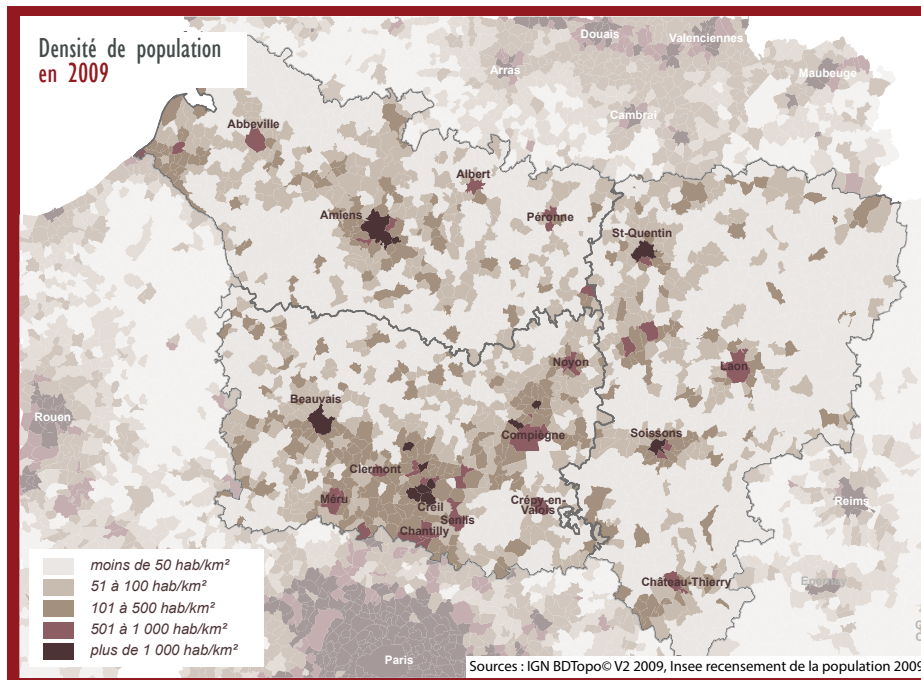 Densité de population
en 2009
Douais
Valenciennes
Arras
Maubeuge
Cambrai
Abbeville
Albert
Amiens
Péronne
St-Quentin
Noyon
Laon
Beauvais
Rouen
Compiègne
Soissons
Clermont
Méru
Creil
Crépy-en-
Valois
Senlis
Chantilly
Reims
Château-Thierry
Epernay
moins de 50 hab/km²
51 à 100 hab/km²
101 à 500 hab/km²
501 à 1 000 hab/km²
plus de 1 000 hab/km²
Paris
Sources : IGN BDTopo© V2 2009, Insee recensement de la population 2009